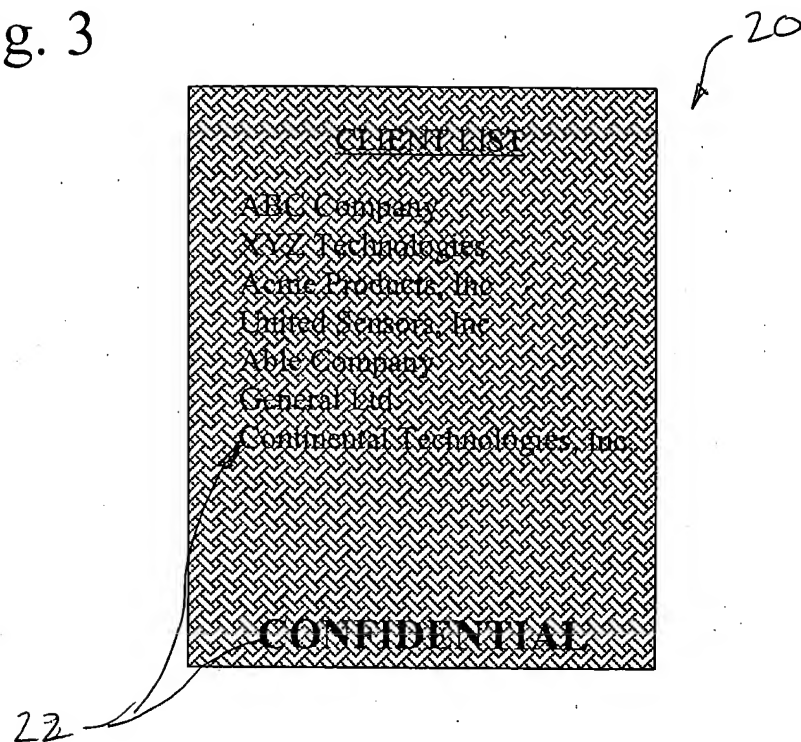 g. 3
20
CLIENT LIST
ABC Company
XYZ Technologies
Acme Products, Inc
United Sensors, Inc
Able Company
General Ltd
Continental Technologies, Inc.
CONFIDENTIAL
22